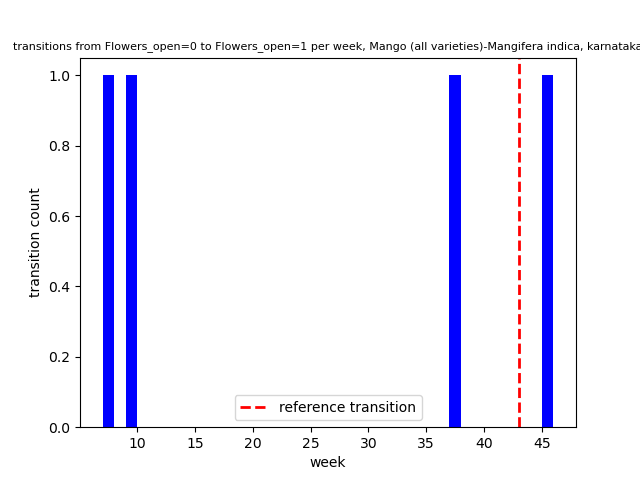 transitions from Flowers_open=0 to Flowers_open=1 per week, Mango (all varieties)-Mangifera indica, karnataka
1.0
0.8
0.6
0.4
0.2
0.0
transition count
reference transition
10 15 20 25 30 35 40 45
week